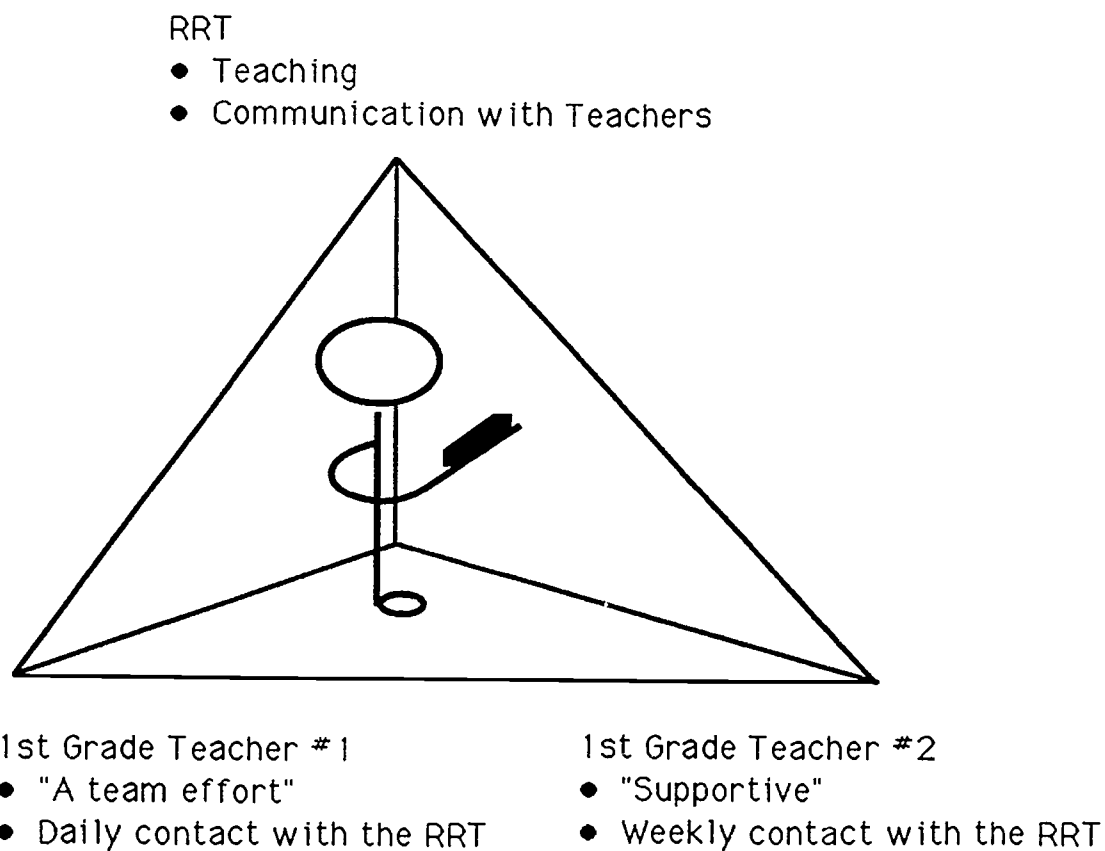 RRT
● Teaching
● Communication with Teachers
1st Grade Teacher #1
● "A team effort"
● Daily contact with the RRT
1st Grade Teacher #2
● "Supportive"
● Weekly contact with the RRT